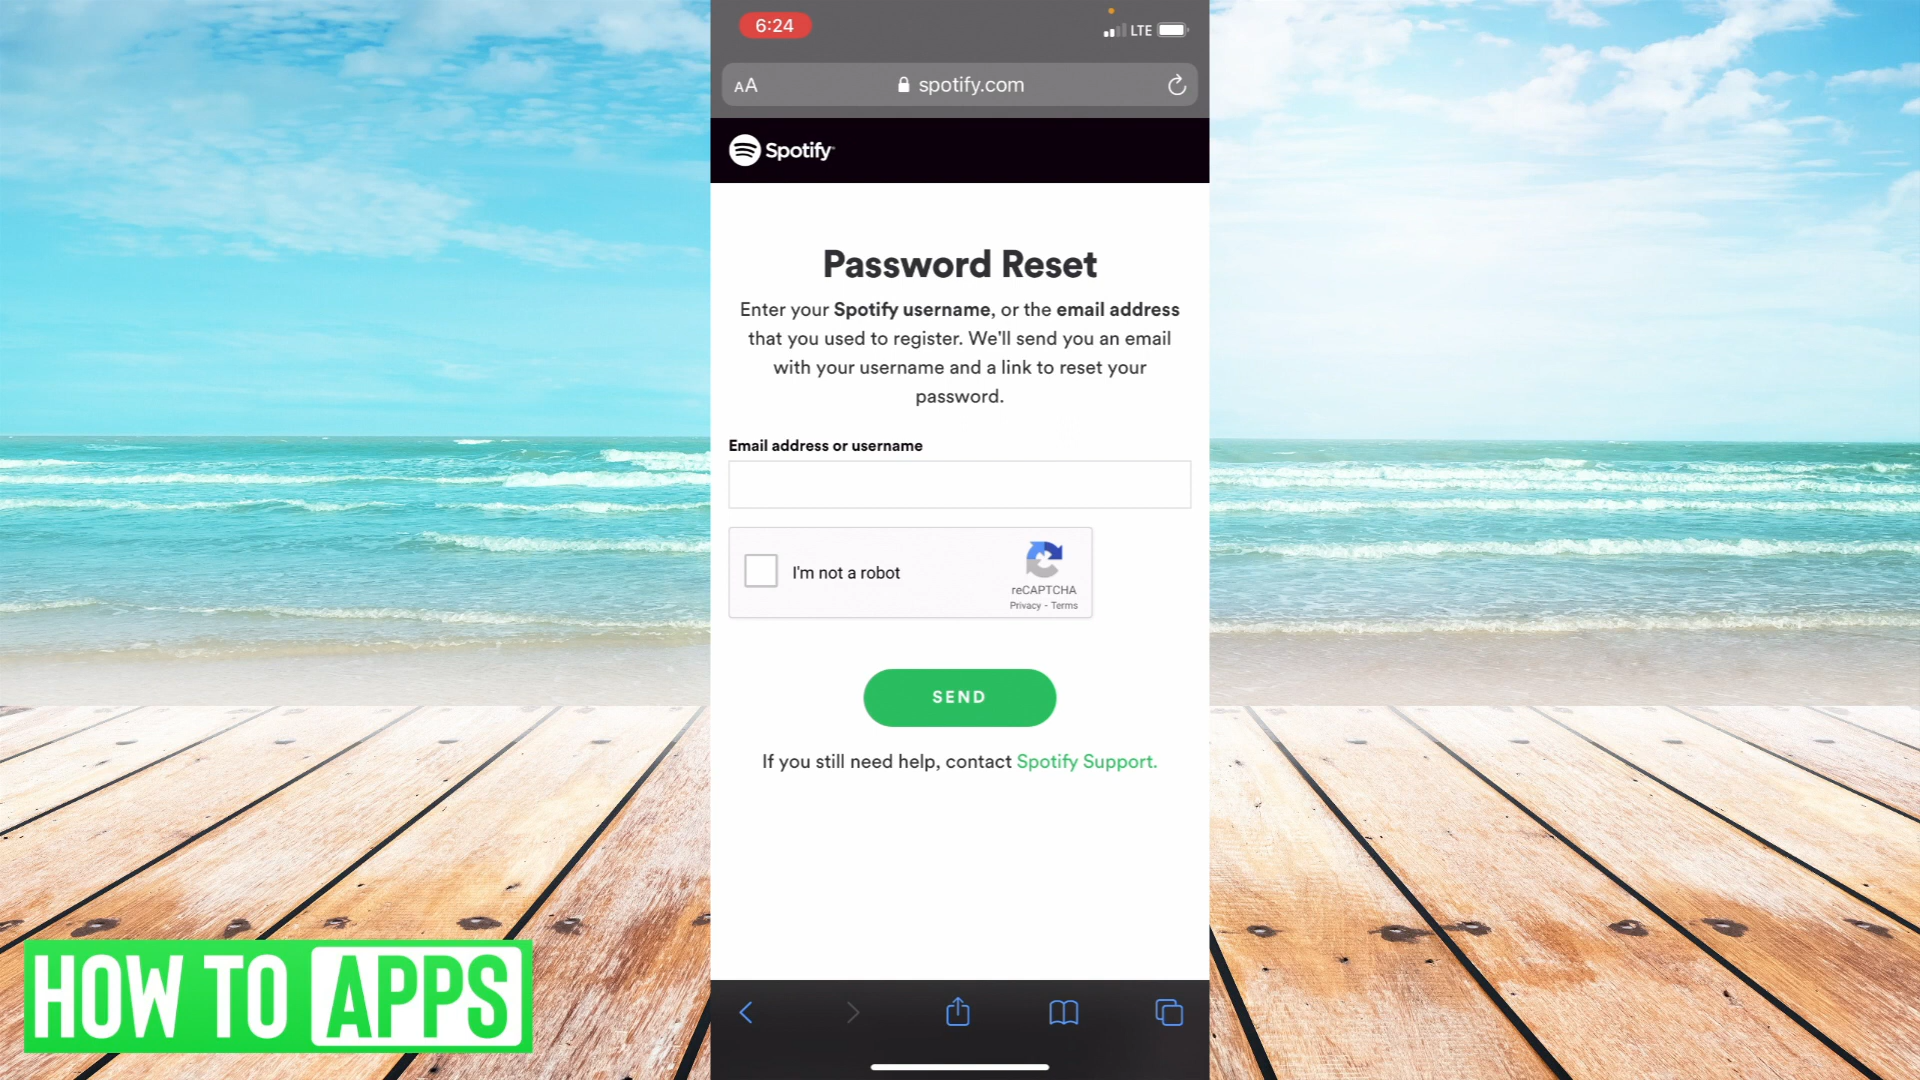 6:24
LTE
AA
spotify.com
Spotify
Password Reset
Enter your Spotify username, or the email address
that you used to register. We'll send you an email
with your username and a link to reset your
password.
Email address or username
I'm not a robot
reCAPTCHA
Privacy - Terms
SEND
If you still need help, contact Spotify Support.
HOW TO APPS